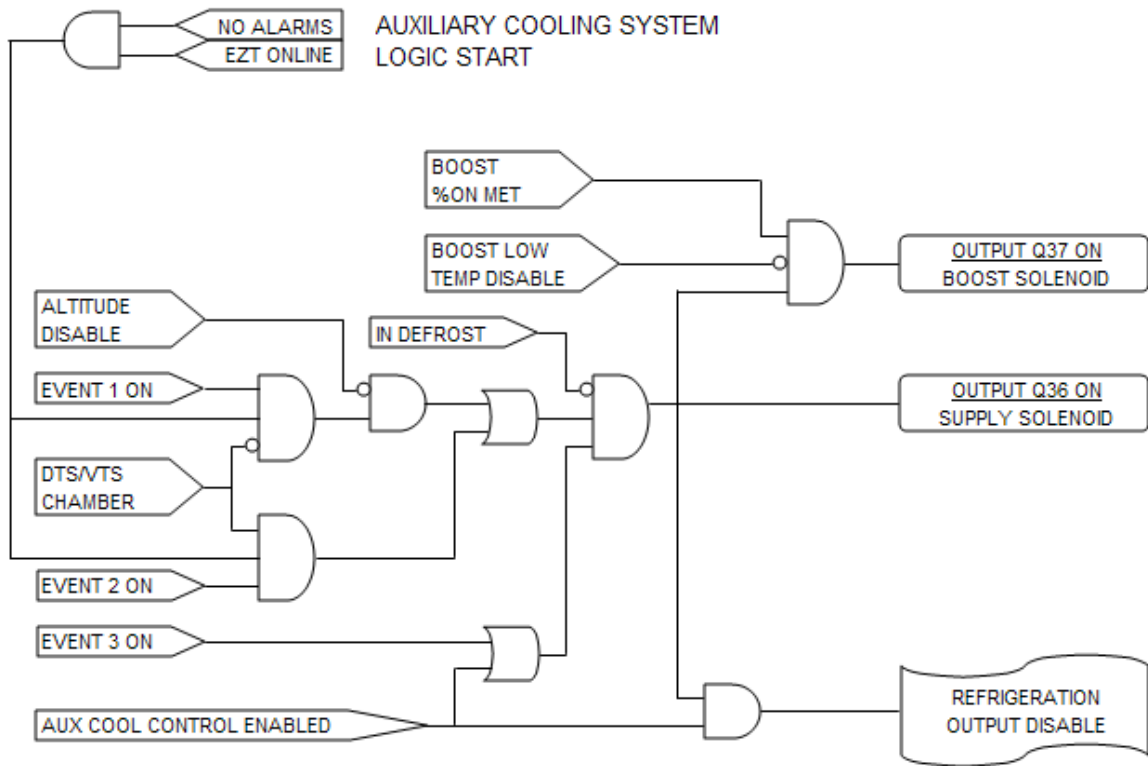 NO ALARMS
EZT ONLINE
AUXILIARY COOLING SYSTEM
LOGIC START
BOOST
%ON MET
BOOST LOW
TEMP DISABLE
OUTPUT Q37 ON
BOOST SOLENOID
ALTITUDE
DISABLE
IN DEFROST
EVENT 1 ON
OUTPUT Q36 ON
SUPPLY SOLENOID
DTS/VTS
CHAMBER
EVENT 2 ON
EVENT 3 ON
AUX COOL CONTROL ENABLED
REFRIGERATION
OUTPUT DISABLE